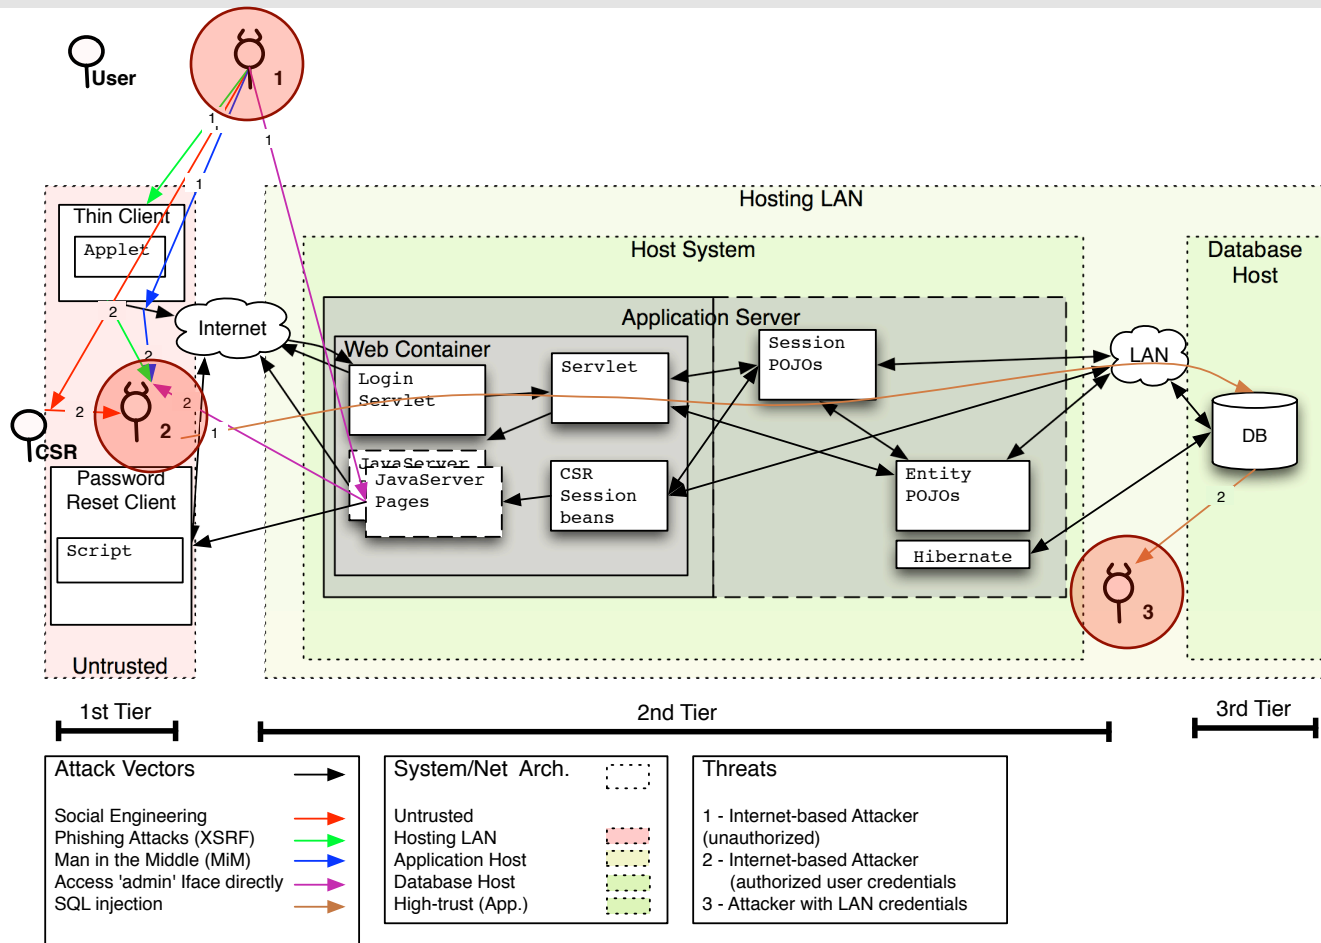 User
1
1
1
1
1
Hosting LAN
Thin Client
Applet
Host System
Database
Host
2
Internet
Application Server
Web Container
Session
POJOs
LAN
Login
Servlet
Servlet
2
2
2
2
1
CSR
DB
Password
Reset Client
Script
JavaServer
JavaServer
Pages
CSR
Session
beans
Entity
POJOs
Hibernate
2
3
Untrusted
1st Tier
2nd Tier
3rd Tier
Attack Vectors
Social Engineering
Phishing Attacks (XSRF)
Man in the Middle (MiM)
Access 'admin' Iface directly
SQL injection
System/Net Arch.
Untrusted
Hosting LAN
Application Host
Database Host
High-trust (App.)
Threats
1 - Internet-based Attacker
(unauthorized)
2 - Internet-based Attacker
(authorized user credentials
3 - Attacker with LAN credentials